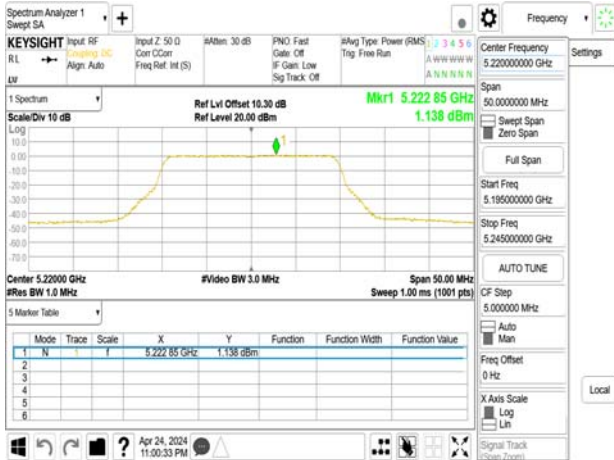 Spectrum Analyzer 1
Swept SA
Frequency
KEYSIGHT
RL
Input: RF
Coupling: DC
Align: Auto
Input Z: 50 Ω
Corr CCorr
Freq Ref: Int (S)
#Atten: 30 dB
PNO: Fast
Gate: Off
IF Gain: Low
Sig Track: Off
#Avg Type: Power (RMS
Trig: Free Run
1 2 3 4 5 6
A W W W W W
A N N N N N
Center Frequency
5.220000000 GHz
Settings
1 Spectrum
Scale/Div 10 dB
Ref Lvl Offset 10.30 dB
Ref Level 20.00 dBm
Mkr1 5.222 85 GHz
1.138 dBm
Span
50.0000000 MHz
Swept Span
Zero Span
Full Span
Start Freq
5.195000000 GHz
Stop Freq
5.245000000 GHz
AUTO TUNE
CF Step
5.000000 MHz
Auto
Man
Freq Offset
0 Hz
X Axis Scale
Log
Lin
Signal Track
(Span Zoom)
Local
Log
10.0
0.00
-10.0
-20.0
-30.0
-40.0
-50.0
-60.0
-70.0
1
Center 5.22000 GHz
#Video BW 3.0 MHz
Span 50.00 MHz
#Res BW 1.0 MHz
Sweep 1.00 ms (1001 pts)
5 Marker Table
Mode Trace Scale X Y Function Function Width Function Value
1 N 1 f 5.222 85 GHz 1.138 dBm
2
3
4
5
6
?
Apr 24, 2024
11:00:33 PM